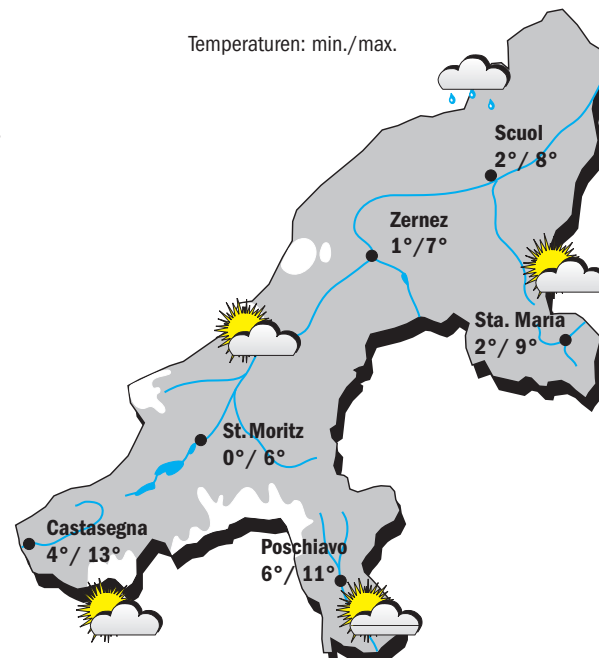 Temperaturen: min./max.
Scuol
2°/ 8°
Zernez
1°/7°
Sta. Maria
2°/ 9°
St. Moritz
0°/ 6°
Castasegna
4°/ 13°
Poschiavo
6°/ 11°